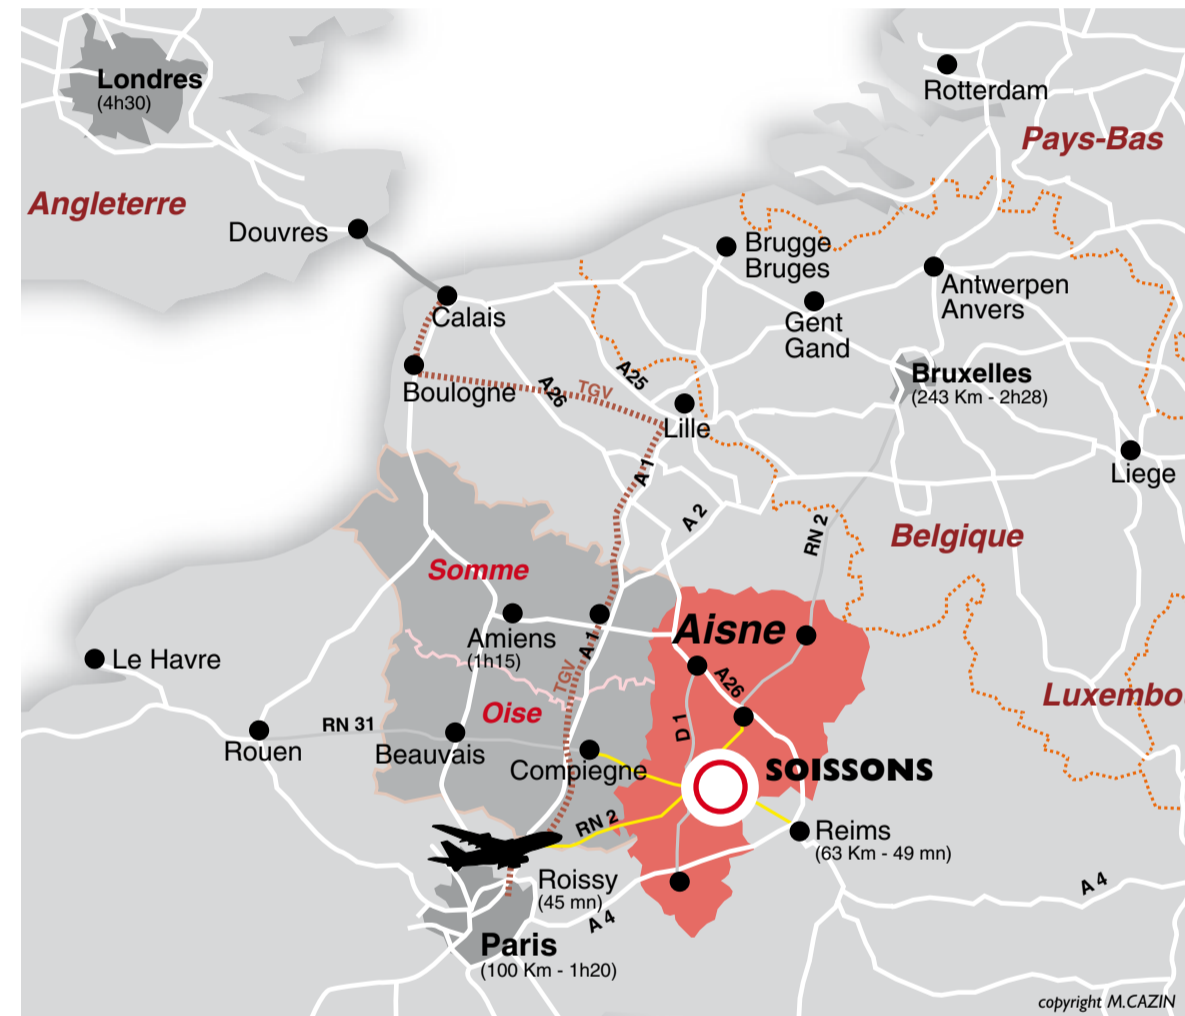 Londres
(4h30)
Rotterdam
Pays-Bas
Angleterre
Douvres
Brugge
Bruges
Antwerpen
Anvers
Calais
Gent
Gand
Boulogne
A26
TGV
A25
Bruxelles
(243 Km - 2h28)
Lille
A 1
Liege
A 2
RN 2
Belgique
Somme
Amiens
(1h15)
A 1
Aisne
Le Havre
TGV
A26
Luxembou
Oise
D 1
RN 31
Rouen
Beauvais
Compiegne
SOISSONS
RN 2
Reims
(63 Km - 49 mn)
Roissy
(45 mn)
A 4
A 4
Paris
(100 Km - 1h20)
copyright M.CAZIN